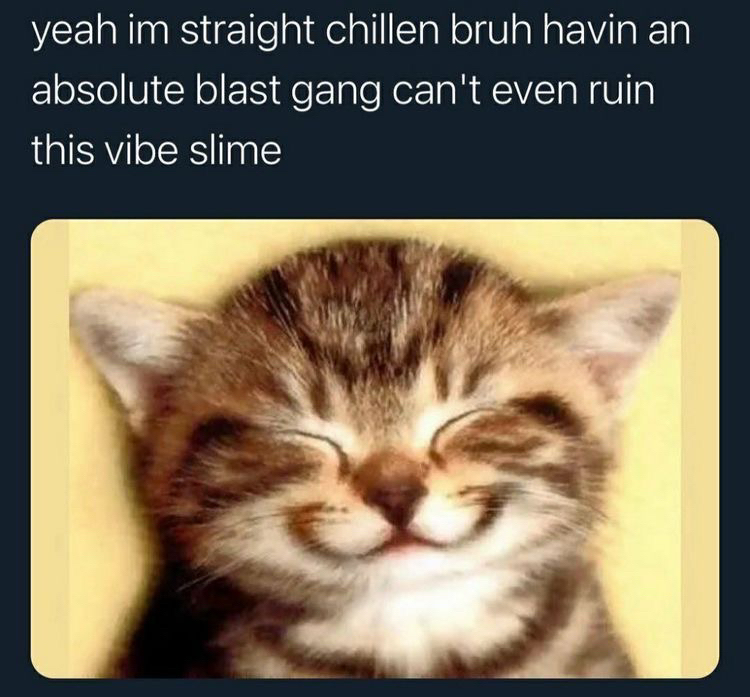 yeah im straight chillen bruh havin an
absolute blast gang can't even ruin
this vibe slime